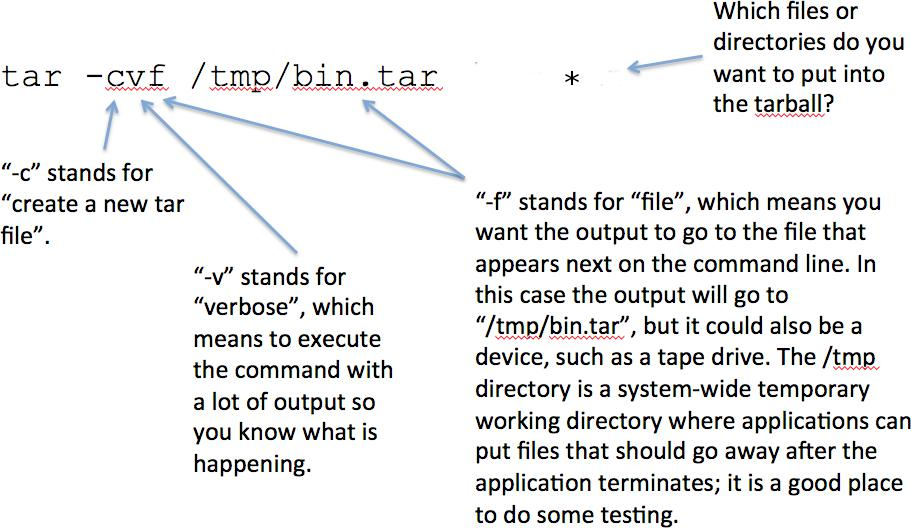 Which files or
directories do you
want to put into
the tarball?
tar -cvf /tmp/bin.tar *
“-c” stands for
“create a new tar
file”.
“-v” stands for
“verbose”, which
means to execute
the command with
a lot of output so
you know what is
happening.
“-f” stands for “file”, which means you
want the output to go to the file that
appears next on the command line. In
this case the output will go to
“/tmp/bin.tar”, but it could also be a
device, such as a tape drive. The /tmp
directory is a system-wide temporary
working directory where applications can
put files that should go away after the
application terminates; it is a good place
to do some testing.